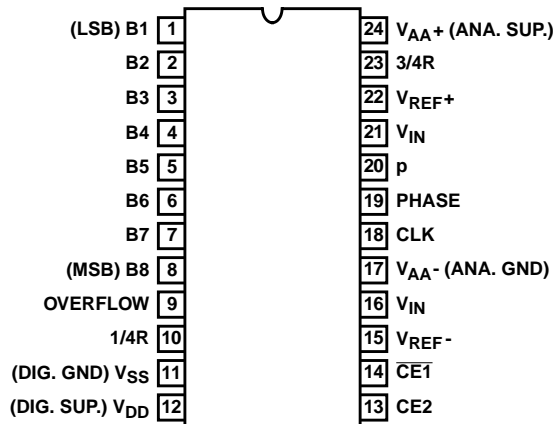 (LSB) B1 1 24 VAA+ (ANA. SUP.)
B2 2 23 3/4R
B3 3 22 VREF+
B4 4 21 VIN
B5 5 20 p
B6 6 19 PHASE
B7 7 18 CLK
(MSB) B8 8 17 VAA- (ANA. GND)
OVERFLOW 9 16 VIN
1/4R 10 15 VREF-
(DIG. GND) VSS 11 14 CE1
(DIG. SUP.) VDD 12 13 CE2